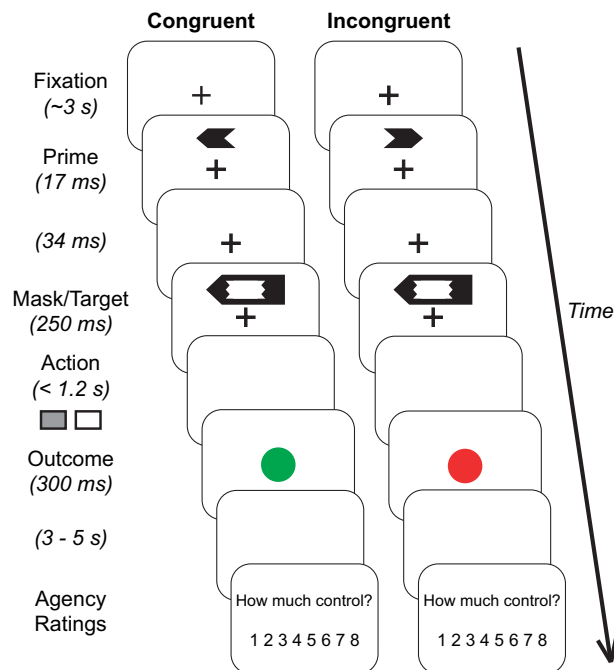 Congruent Incongruent
Fixation
(~3 s)
Prime
(17 ms)
(34 ms)
Mask/Target
(250 ms)
Time
Action
(< 1.2 s)
Outcome
(300 ms)
(3 - 5 s)
Agency
Ratings
How much control? How much control?
1 2 3 4 5 6 7 8 1 2 3 4 5 6 7 8